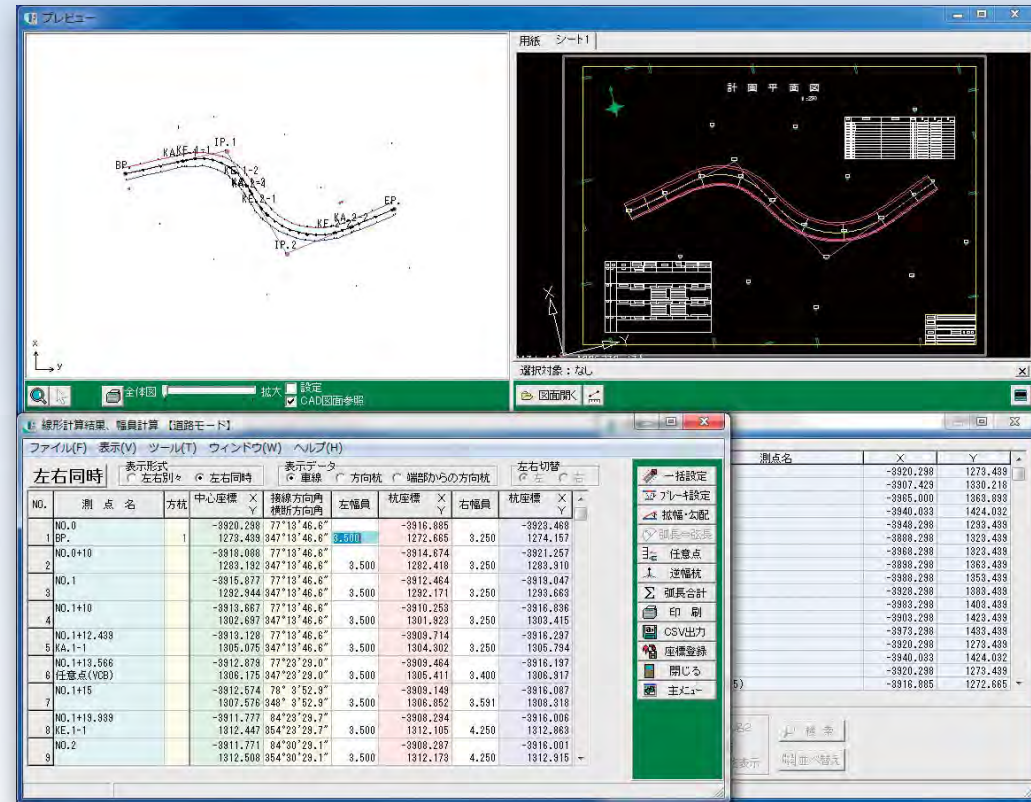 プレビュー
用紙 シート1
計画平面図
BP.
IP.1
KE.2-1
KA.2-2
EP.
IP.2
x
y
X
Y
全体図
拡大
設定
CAD図面参照
選択対象：なし
図面開く
線形計算結果、幅員計算 【道路モード】
ファイル(F) 表示(V) ツール(T) ウィンドウ(W) ヘルプ(H)
左右同時
表示形式
左右別々 左右同時
表示データ
車線 方向杭 端部からの方向杭
左右切替
左 右
NO. 測点名 方杭 中心座標 X Y 接線方向角 横断方向角 左幅員 杭座標 X Y 右幅員 杭座標 X Y
NO.0 -3920.298 77°13'46.6" -3916.885 -3923.468
1 BP. 1 1273.439 347°13'46.6" 3.500 1272.665 3.250 1274.157
NO.0+10 -3918.088 77°13'46.6" -3914.674 -3921.257
2 1283.192 347°13'46.6" 3.500 1282.418 3.250 1283.910
NO.1 -3915.877 77°13'46.6" -3912.464 -3919.047
3 1292.944 347°13'46.6" 3.500 1292.171 3.250 1293.663
NO.1+10 -3913.667 77°13'46.6" -3910.253 -3916.836
4 1302.697 347°13'46.6" 3.500 1301.923 3.250 1303.415
NO.1+12.439 -3913.128 77°13'46.6" -3909.714 -3916.297
5 KA.1-1 1305.075 347°13'46.6" 3.500 1304.302 3.250 1305.794
NO.1+13.566 -3912.879 77°23'29.0" -3909.464 -3916.197
6 任意点(VCB) 1306.175 347°23'29.0" 3.500 1305.411 3.400 1306.917
NO.1+15 -3912.574 78° 3'52.9" -3909.149 -3916.087
7 1307.576 348° 3'52.9" 3.500 1306.852 3.591 1308.318
NO.1+19.939 -3911.777 84°23'29.7" -3908.294 -3916.006
8 KE.1-1 1312.447 354°23'29.7" 3.500 1312.105 4.250 1312.863
NO.2 -3911.771 84°30'29.1" -3908.287 -3916.001
9 1312.508 354°30'29.1" 3.500 1312.173 4.250 1312.915
一括設定
拡幅・勾配
弧長⇔弦長
任意点
逆幅杭
弧長合計
印刷
CSV出力
座標登録
閉じる
主メニュー
測点名 X Y
-3920.298 1273.439
-3907.429 1330.218
-3965.000 1363.893
-3940.033 1424.032
-3948.298 1293.439
-3888.298 1323.439
-3968.298 1323.439
-3898.298 1363.439
-3988.298 1353.439
-3928.298 1383.439
-3983.298 1403.439
-3903.298 1423.439
-3973.298 1433.439
-3920.298 1273.439
-3940.033 1424.032
-3920.298 1273.439
-3916.885 1272.665
検索
並べ替え